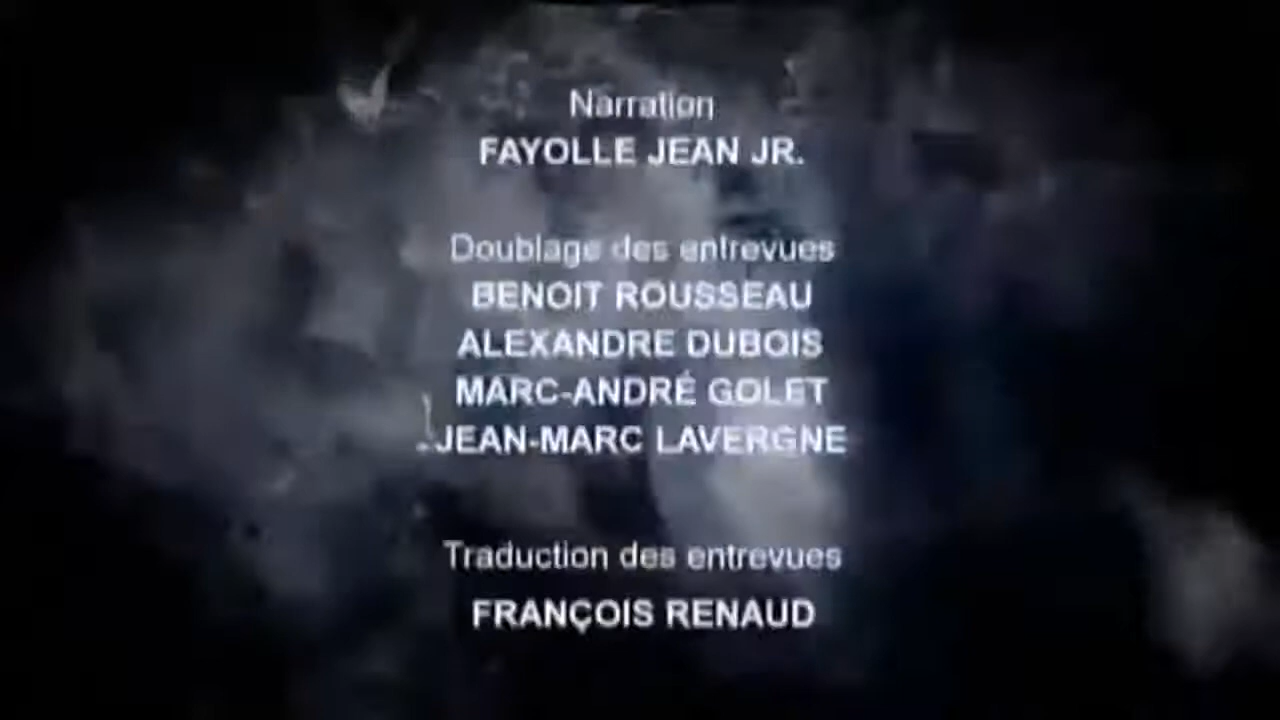 Narration
FAYOLLE JEAN JR.
Doublage des entrevues
BENOIT ROUSSEAU
ALEXANDRE DUBOIS
MARC-ANDRÉ GOLET
JEAN-MARC LAVERGNE
Traduction des entrevues
FRANÇOIS RENAUD